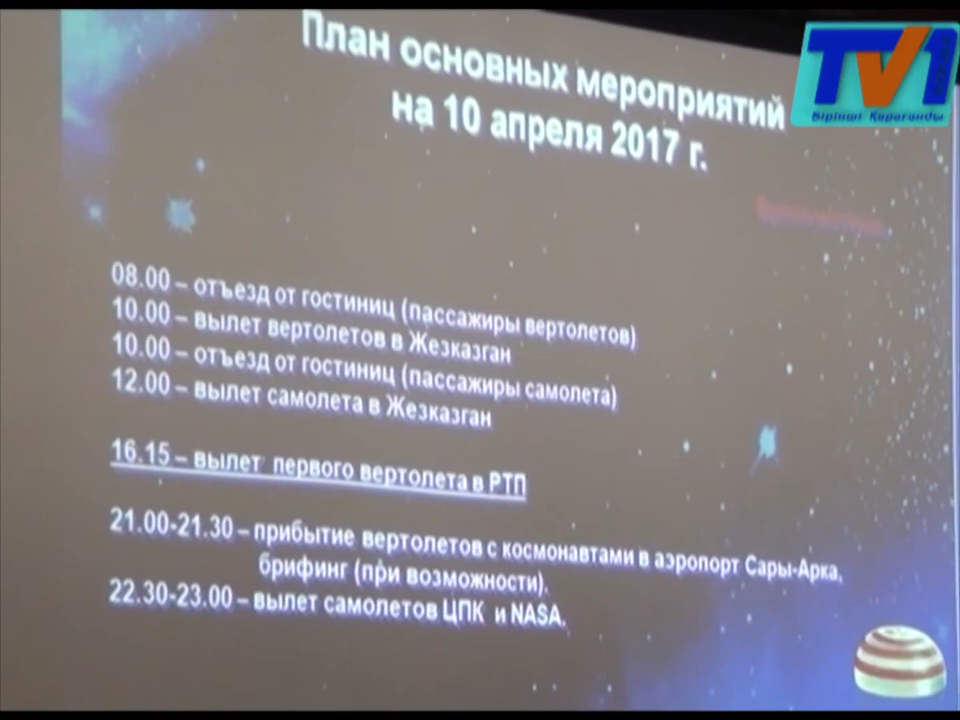 План основных мероприятий
на 10 апреля 2017 г.
TV1
Бірінші Қарағанды
08.00 – отъезд от гостиниц (пассажиры вертолетов)
10.00 – вылет вертолетов в Жезказган
10.00 – отъезд от гостиниц (пассажиры самолета)
12.00 – вылет самолета в Жезказган
16.15 – вылет первого вертолета в РТП
21.00-21.30 – прибытие вертолетов с космонавтами в аэропорт Сары-Арка,
брифинг (при возможности).
22.30-23.00 – вылет самолетов ЦПК и NASA.